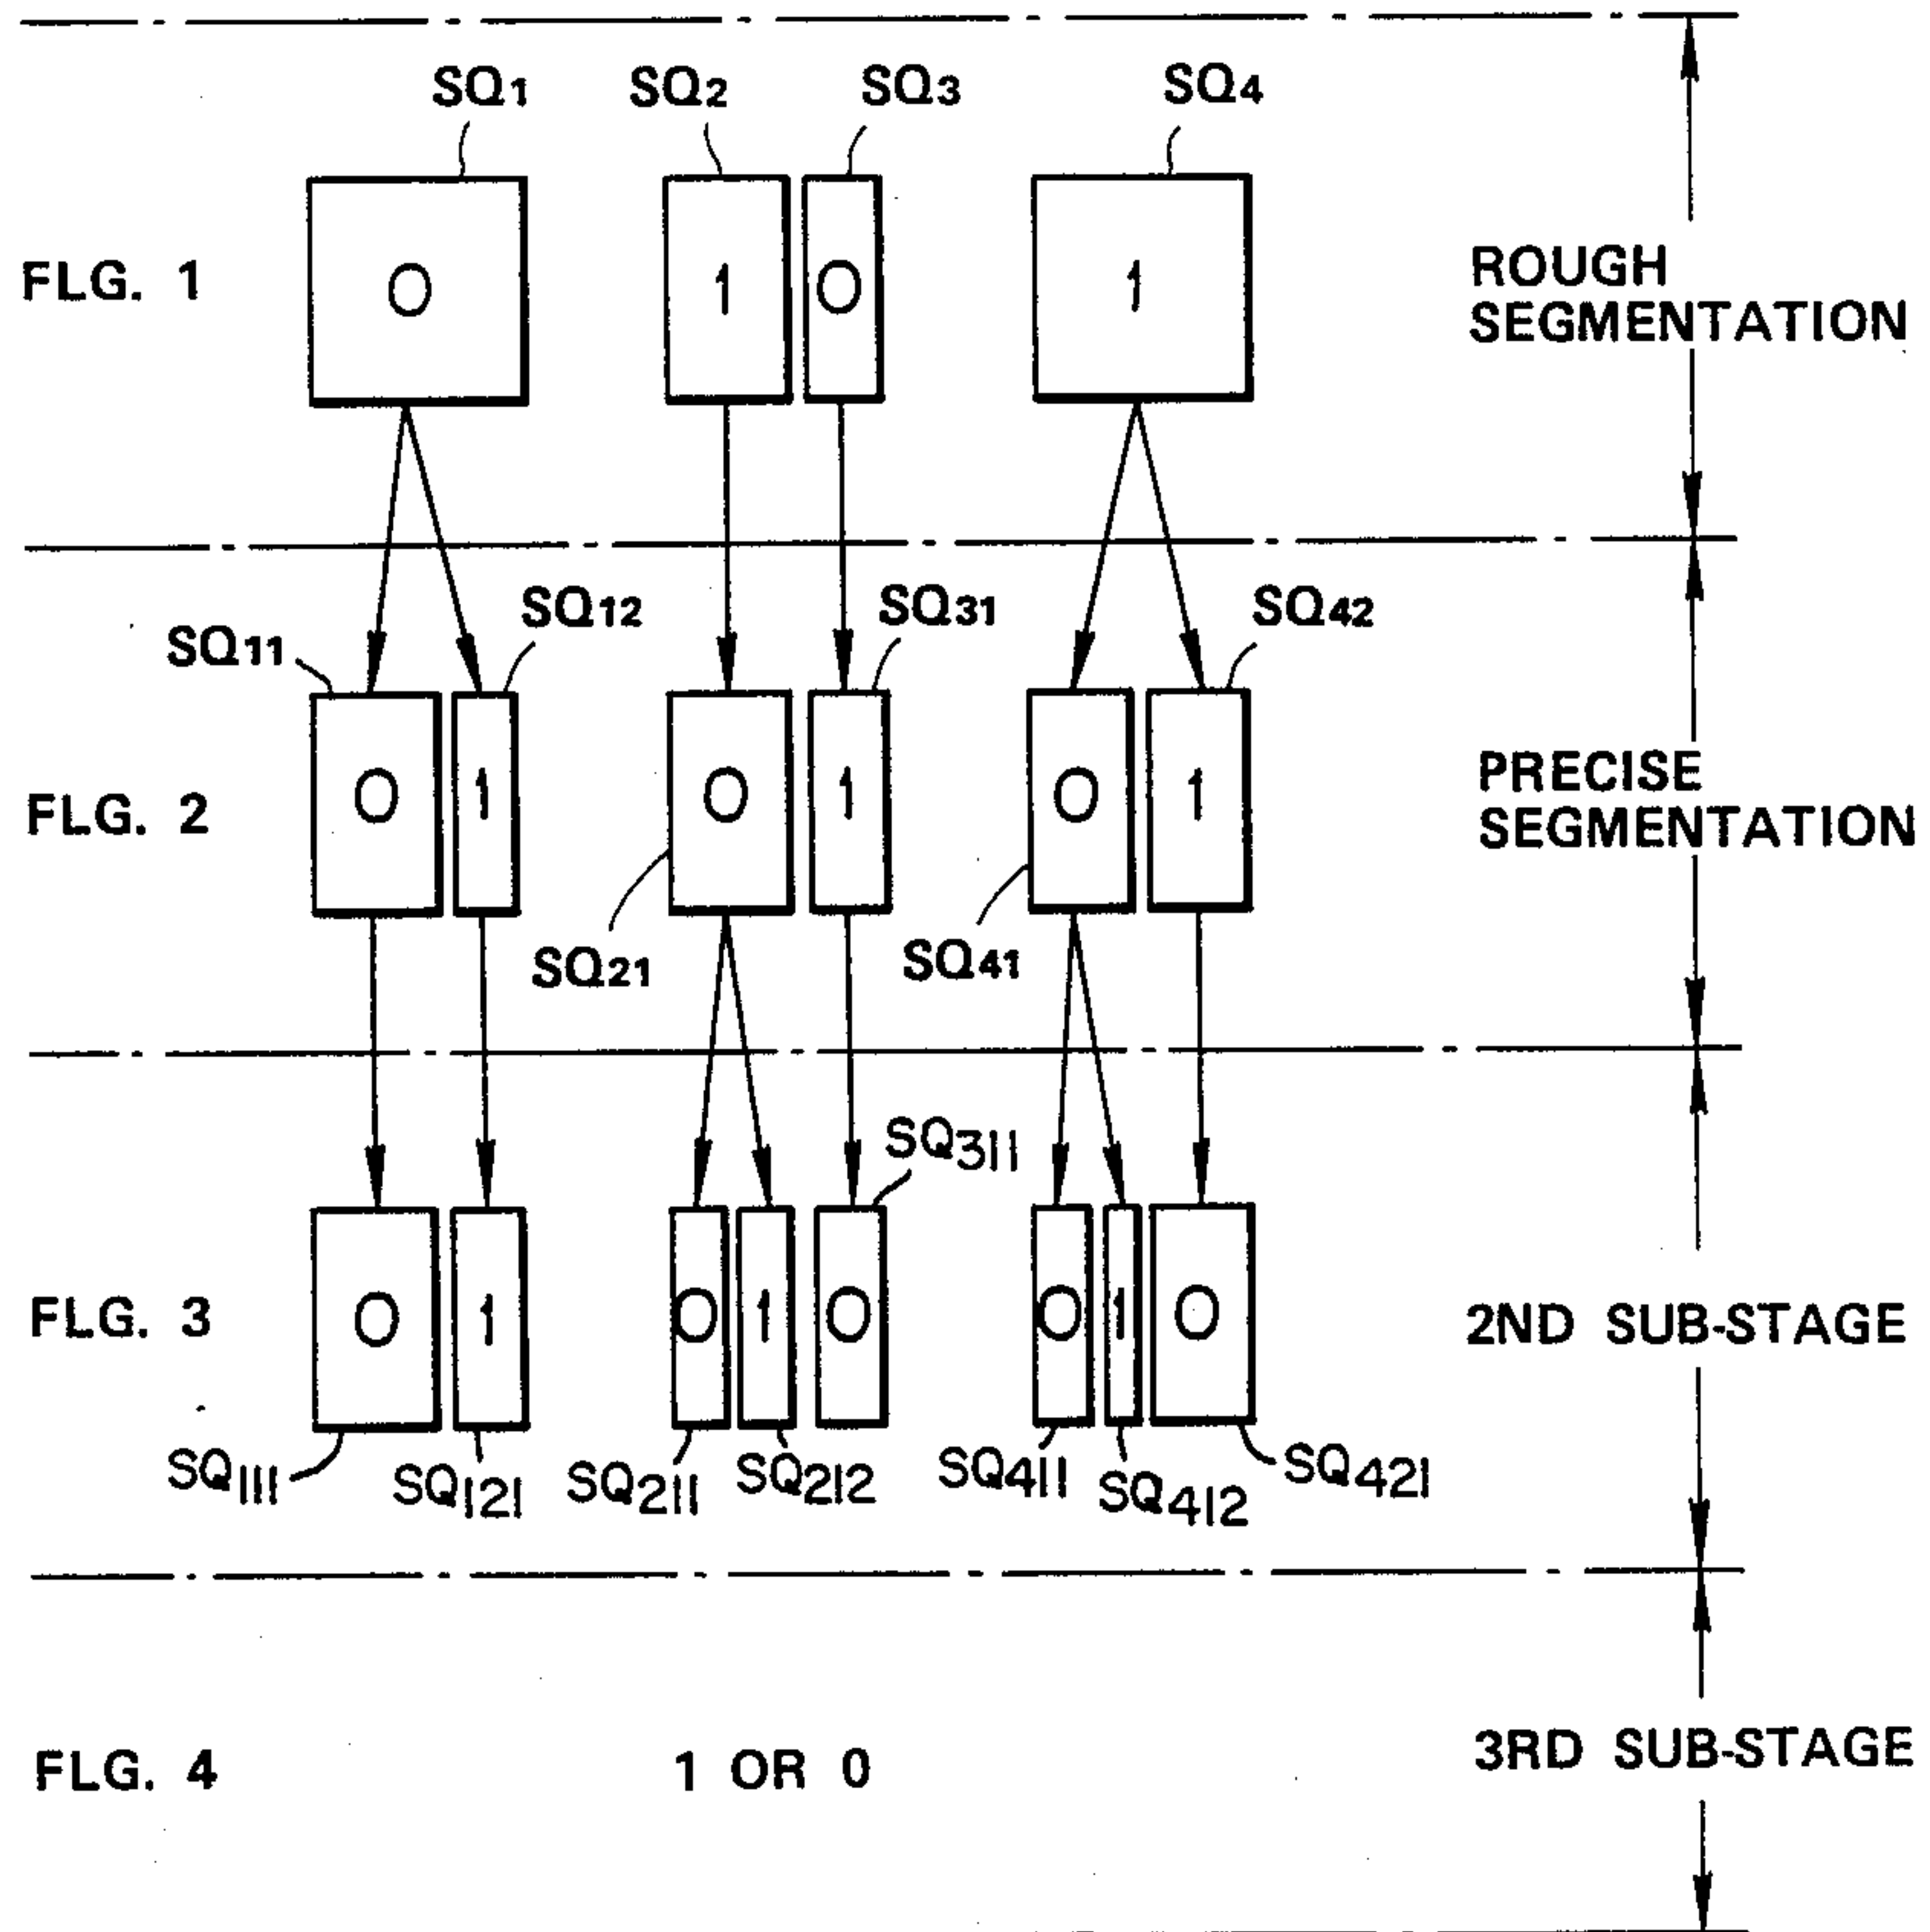 SQ1 SQ2 SQ3 SQ4
FLG. 1 0 1 0 1 ROUGH
SEGMENTATION
SQ11 SQ12 SQ31 SQ42
FLG. 2 0 1 0 1 0 1 PRECISE
SEGMENTATION
SQ21 SQ41
SQ311
FLG. 3 0 1 0 1 0 0 1 0 2ND SUB-STAGE
SQ111 SQ121 SQ211 SQ212 SQ411 SQ412 SQ421
FLG. 4 1 OR 0 3RD SUB-STAGE